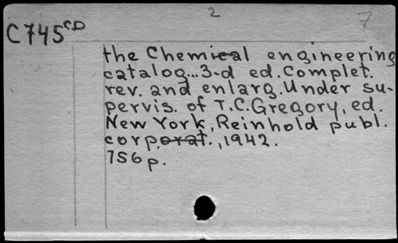 2
7
C745CD
the Chemical engineering
catalog...3-d ed. Complet.
rev. and enlarg. Under su-
pervis. of T.C. Gregory, ed.
New York, Reinhold publ.
corporat., 1942.
756 p.